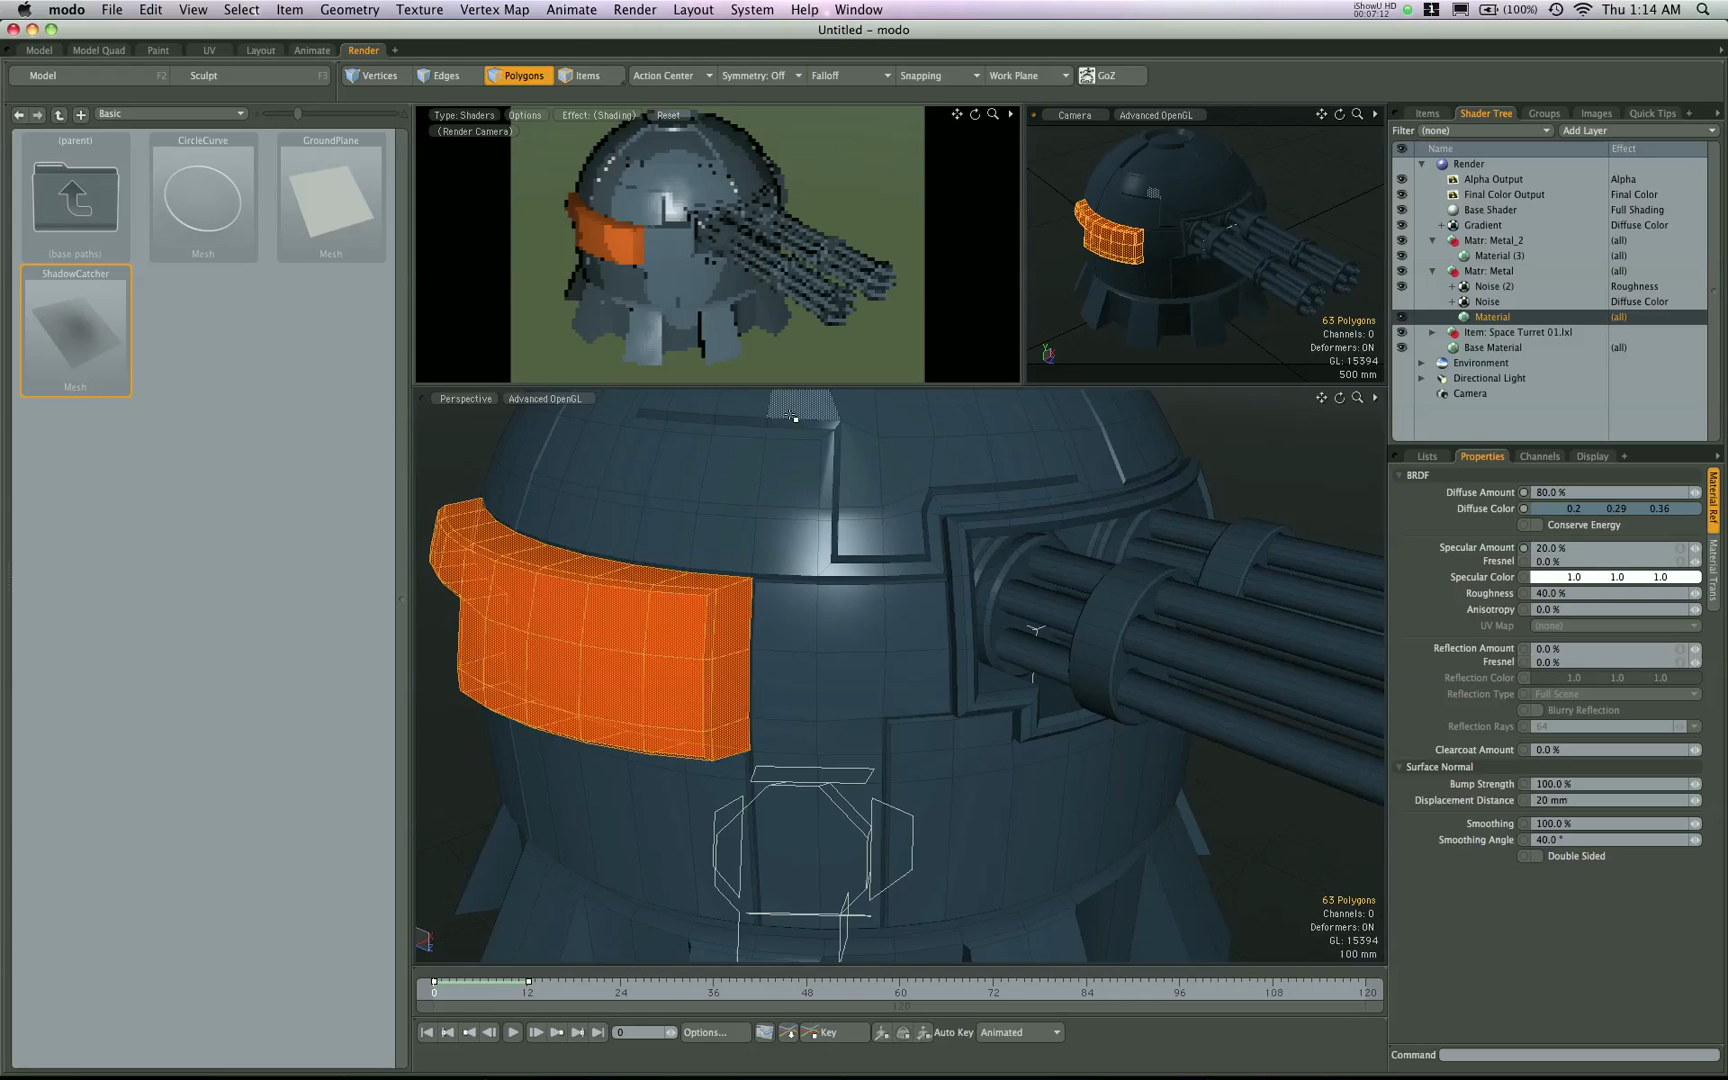 modo File Edit View Select Item Geometry Texture Vertex Map Animate Render Layout System Help Window
iShowU HD
00:07:12
(100%) Thu 1:14 AM
Untitled - modo
Model Model Quad Paint UV Layout Animate Render +
Model F2 Sculpt F3 Vertices Edges Polygons Items Action Center Symmetry: Off Falloff Snapping Work Plane GoZ
Basic
(parent)
(base paths)
CircleCurve
Mesh
GroundPlane
Mesh
ShadowCatcher
Mesh
Type: Shaders Options Effect: (Shading) Reset
(Render Camera)
Camera Advanced OpenGL
63 Polygons
Channels: 0
Deformers: ON
GL: 15394
500 mm
Perspective Advanced OpenGL
63 Polygons
Channels: 0
Deformers: ON
GL: 15394
100 mm
0 12 24 36 48 60 72 84 96 108 120
120
0 Options... Key Auto Key Animated
Items Shader Tree Groups Images Quick Tips +
Filter (none) Add Layer
Name Effect
Render
Alpha Output Alpha
Final Color Output Final Color
Base Shader Full Shading
Gradient Diffuse Color
Matr: Metal_2 (all)
Material (3) (all)
Matr: Metal (all)
Noise (2) Roughness
Noise Diffuse Color
Material (all)
Item: Space Turret 01.lxl
Base Material (all)
Environment
Directional Light
Camera
Lists Properties Channels Display +
BRDF
Diffuse Amount 80.0 %
Diffuse Color 0.2 0.29 0.36
Conserve Energy
Specular Amount 20.0 %
Fresnel 0.0 %
Specular Color 1.0 1.0 1.0
Roughness 40.0 %
Anisotropy 0.0 %
UV Map (none)
Reflection Amount 0.0 %
Fresnel 0.0 %
Reflection Color 1.0 1.0 1.0
Reflection Type Full Scene
Blurry Reflection
Reflection Rays 64
Clearcoat Amount 0.0 %
Surface Normal
Bump Strength 100.0 %
Displacement Distance 20 mm
Smoothing 100.0 %
Smoothing Angle 40.0 °
Double Sided
Material Ref
Material Trans
Command